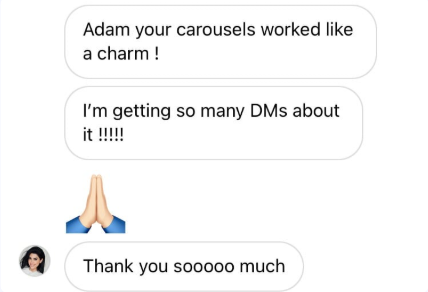 Adam your carousels worked like
a charm !
I’m getting so many DMs about
it !!!!!
🙏🏻
Thank you sooooo much